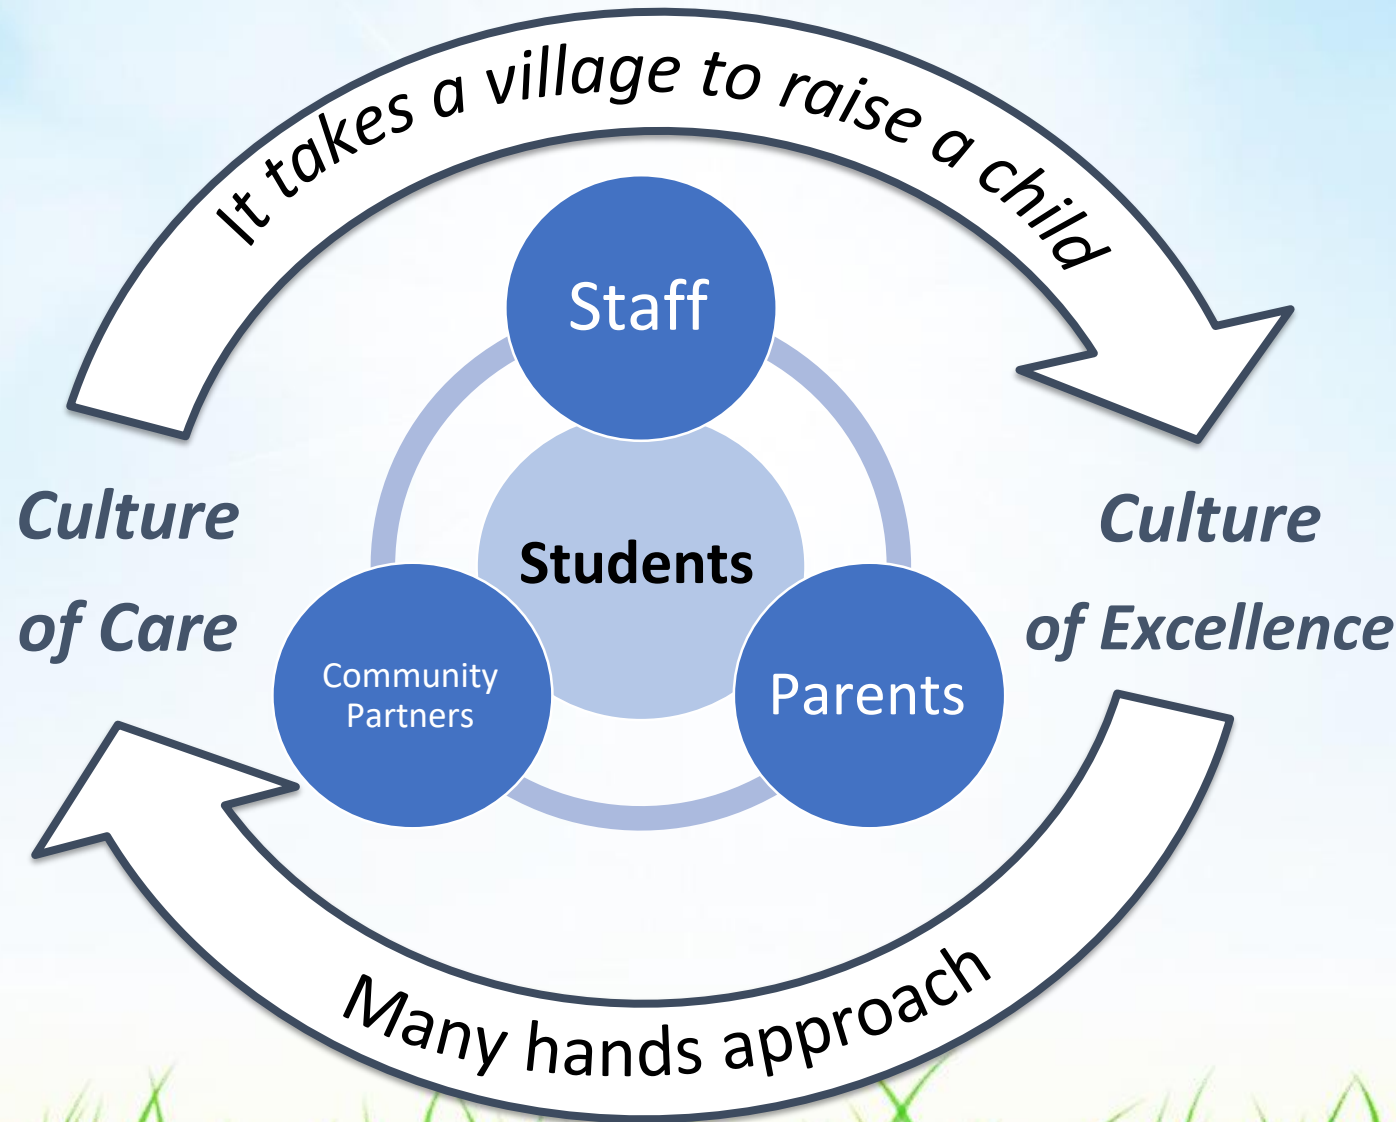 It takes a village to raise a child
Staff
Culture
of Care
Students
Culture
of Excellence
Community
Partners
Parents
Many hands approach